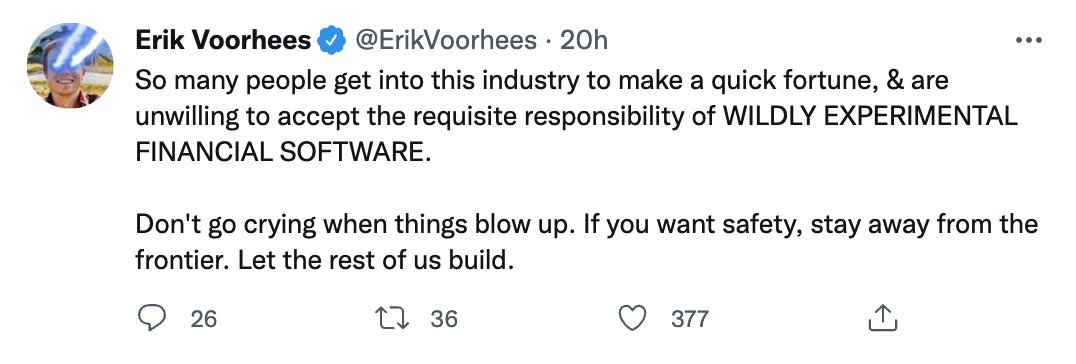 Erik Voorhees @ErikVoorhees · 20h
So many people get into this industry to make a quick fortune, & are
unwilling to accept the requisite responsibility of WILDLY EXPERIMENTAL
FINANCIAL SOFTWARE.
Don't go crying when things blow up. If you want safety, stay away from the
frontier. Let the rest of us build.
26 36 377